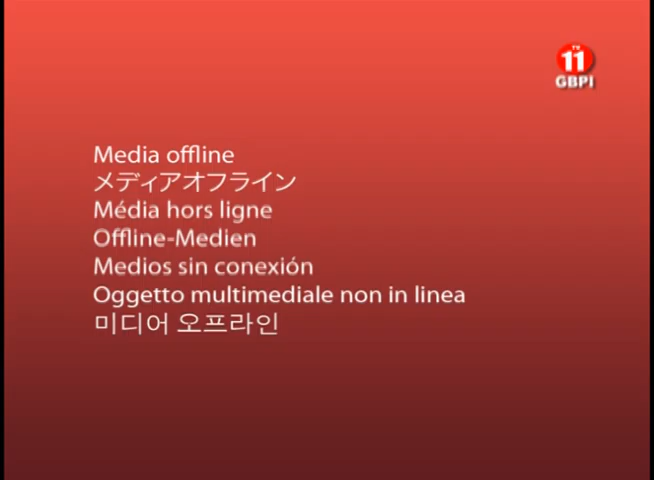 TV
11
GBPI
Media offline
メディアオフライン
Média hors ligne
Offline-Medien
Medios sin conexión
Oggetto multimediale non in linea
미디어 오프라인